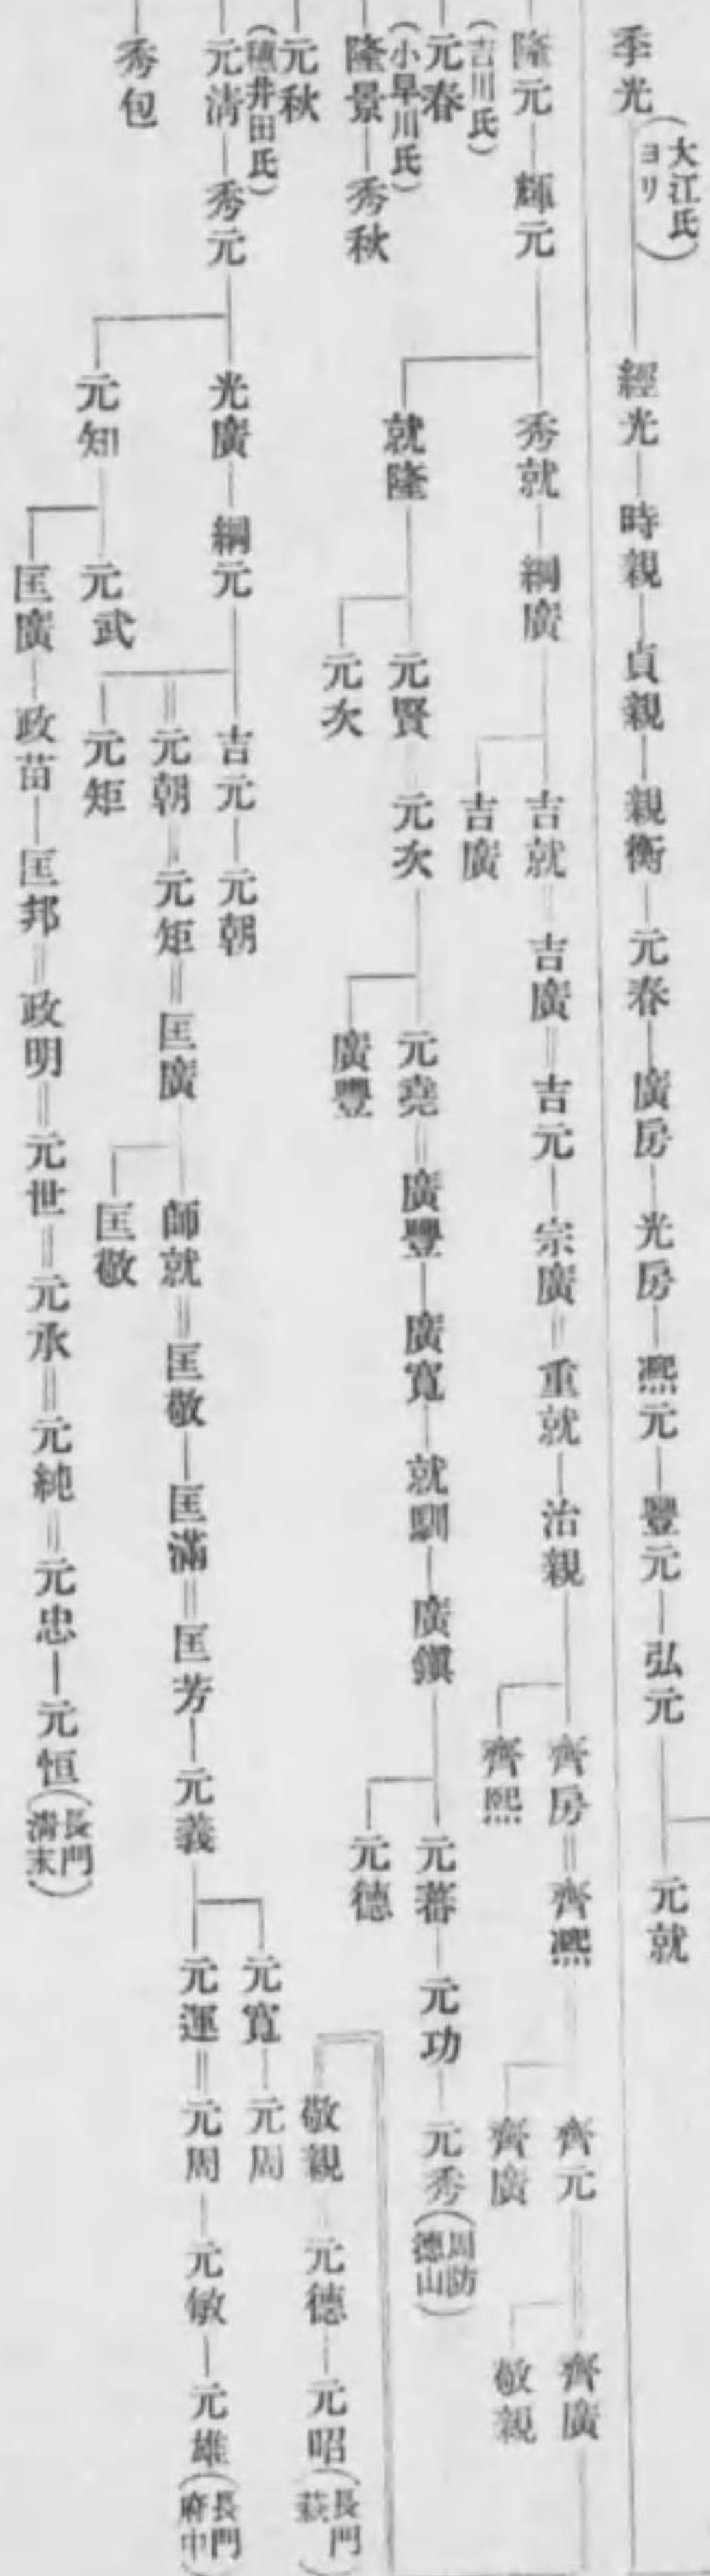 季光（大江氏ヨリ）
經光―時親―貞親―親衡―元春―廣房―光房―凞元―豐元―弘元
元就
隆元―輝元
秀就―綱廣
吉就 吉廣＝吉元―宗廣＝重就―治親
齊房＝齊凞
齊元
齊廣
敬親
齊廣
齊熙
吉廣
就隆
元賢 元次
元堯＝廣豐―廣寬―就馴―廣鎭
元蕃―元功―元秀（周防德山）
元德
廣豐
元次
敬親―元德―元昭（長門萩）
（吉川氏）
元春
（小早川氏）
隆景―秀秋
元秋
（穗井田氏）
元清―秀元
光廣―綱元
吉元―元朝
元朝＝元矩＝匡廣
師就＝匡敬―匡滿＝匡芳―元義
元寬―元周
元運＝元周―元敏―元雄（長門府中）
匡敬
元矩
元知
元武
匡廣―政苗―匡邦＝政明＝元世＝元承＝元純＝元忠―元恒（長門清末）
秀包